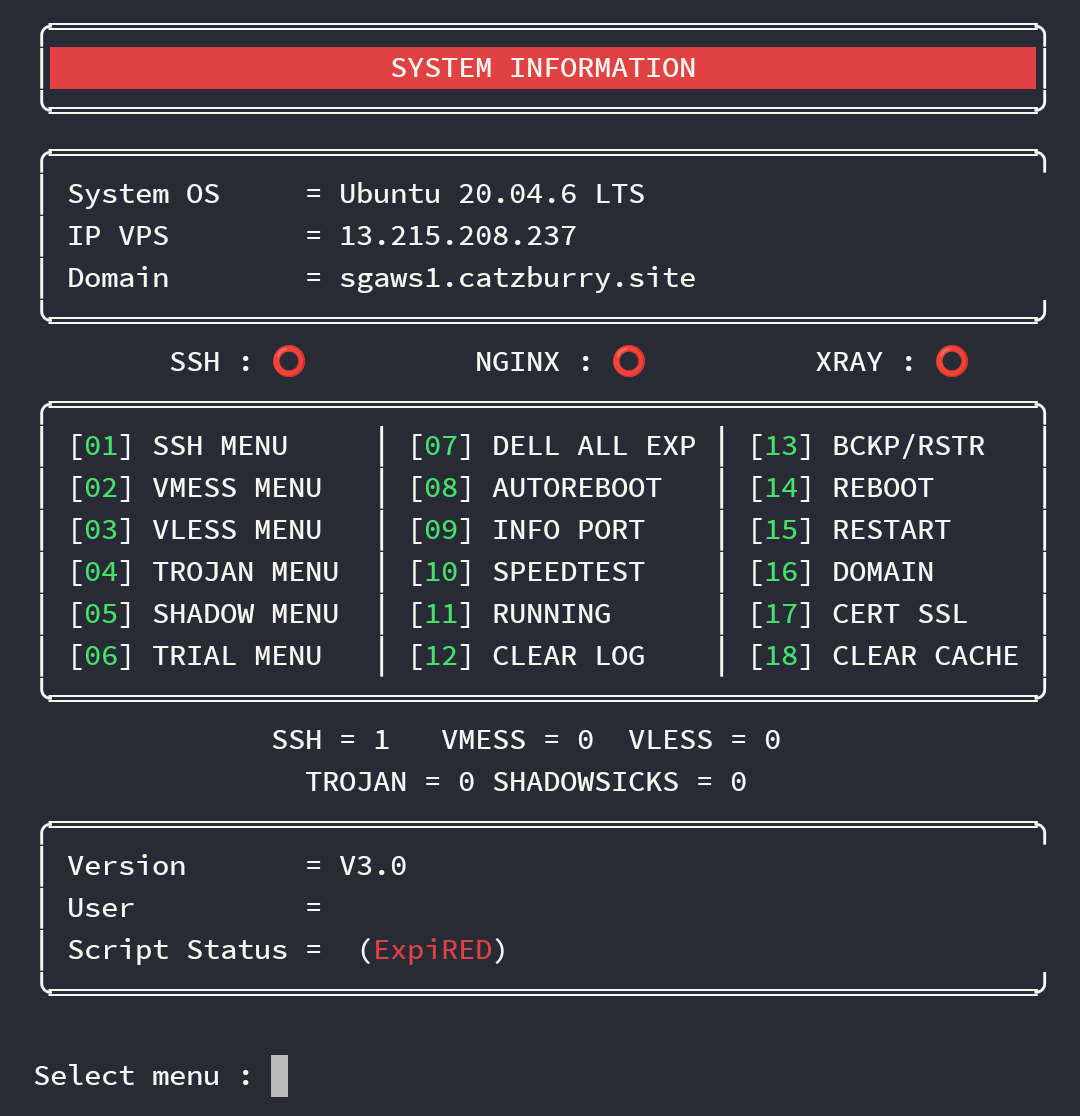 SYSTEM INFORMATION
System OS = Ubuntu 20.04.6 LTS
IP VPS = 13.215.208.237
Domain = sgaws1.catzburry.site
SSH : ⭕ NGINX : ⭕ XRAY : ⭕
[01] SSH MENU | [07] DELL ALL EXP | [13] BCKP/RSTR
[02] VMESS MENU | [08] AUTOREBOOT | [14] REBOOT
[03] VLESS MENU | [09] INFO PORT | [15] RESTART
[04] TROJAN MENU | [10] SPEEDTEST | [16] DOMAIN
[05] SHADOW MENU | [11] RUNNING | [17] CERT SSL
[06] TRIAL MENU | [12] CLEAR LOG | [18] CLEAR CACHE
SSH = 1 VMESS = 0 VLESS = 0
TROJAN = 0 SHADOWSICKS = 0
Version = V3.0
User =
Script Status = (ExpiRED)
Select menu :